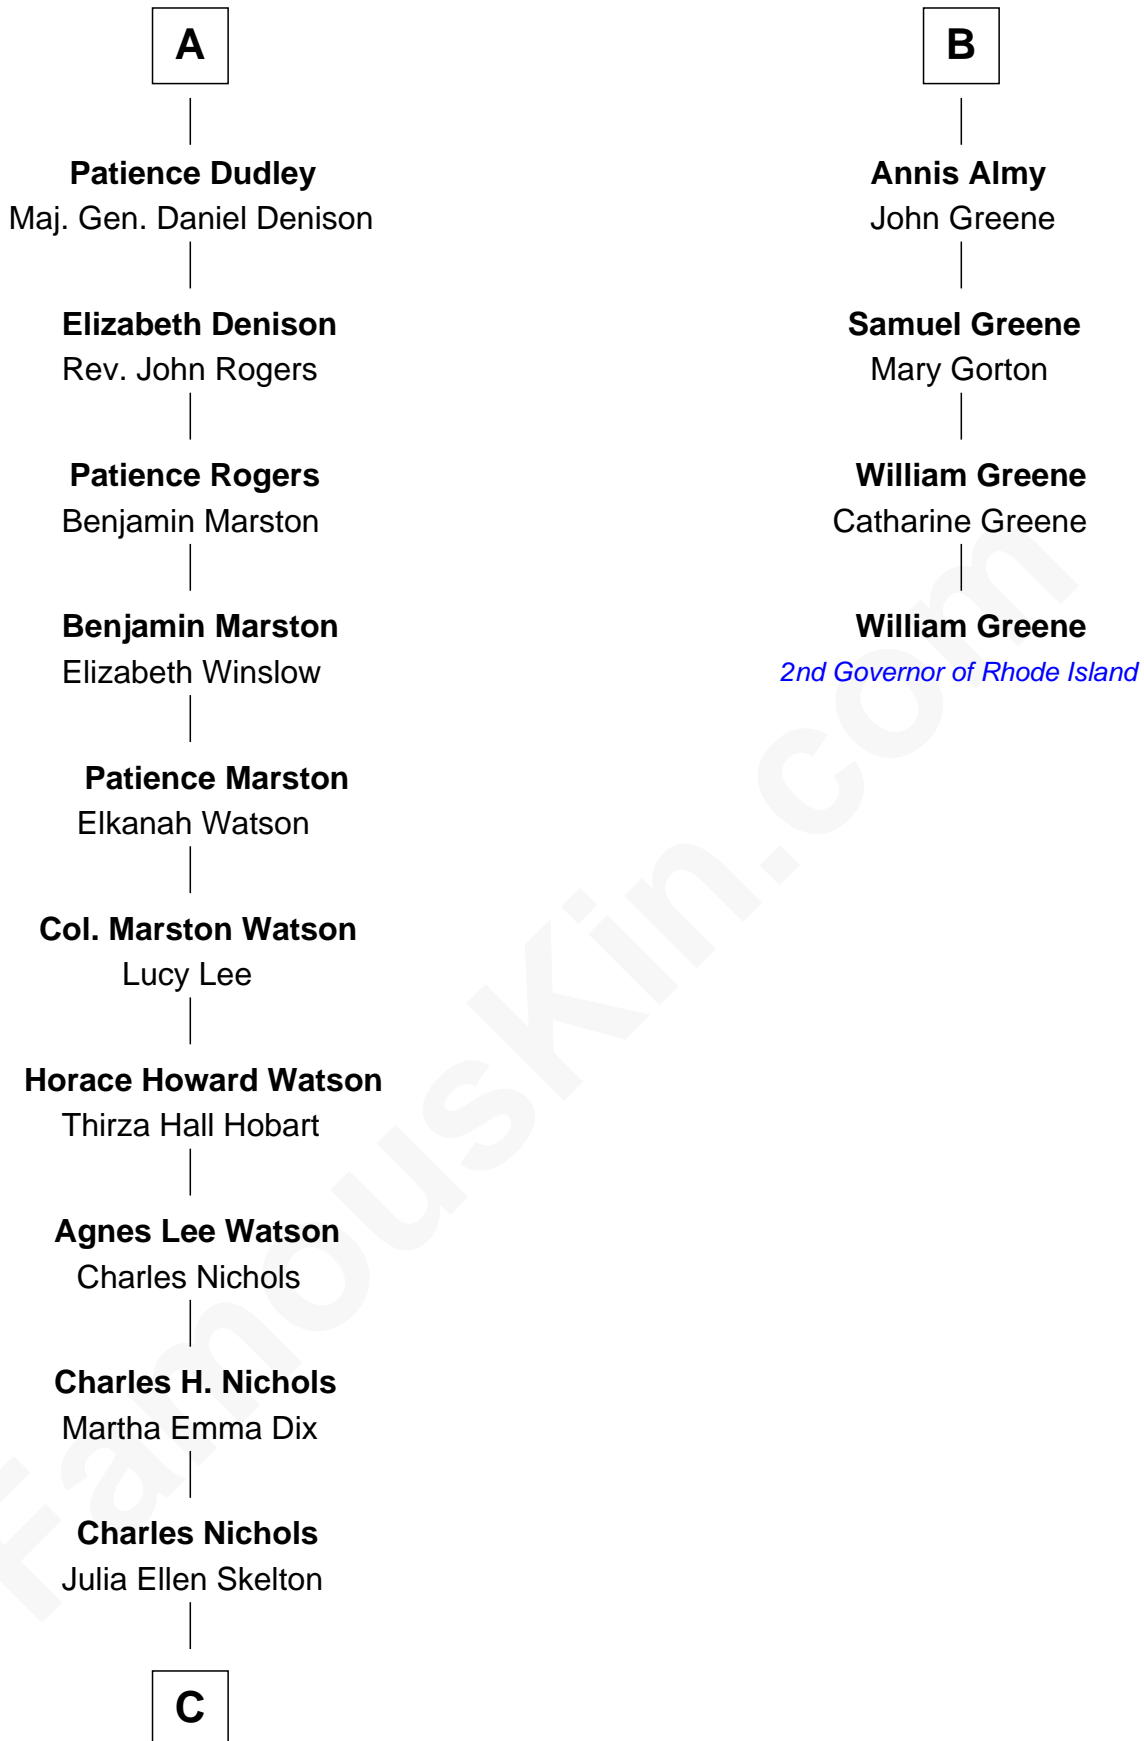 A
Patience Dudley
Maj. Gen. Daniel Denison
Elizabeth Denison
Rev. John Rogers
Patience Rogers
Benjamin Marston
Benjamin Marston
Elizabeth Winslow
Patience Marston
Elkanah Watson
Col. Marston Watson
Lucy Lee
Horace Howard Watson
Thirza Hall Hobart
Agnes Lee Watson
Charles Nichols
Charles H. Nichols
Martha Emma Dix
Charles Nichols
Julia Ellen Skelton
C
B
Annis Almy
John Greene
Samuel Greene
Mary Gorton
William Greene
Catharine Greene
William Greene
2nd Governor of Rhode Island
FamousKin.com